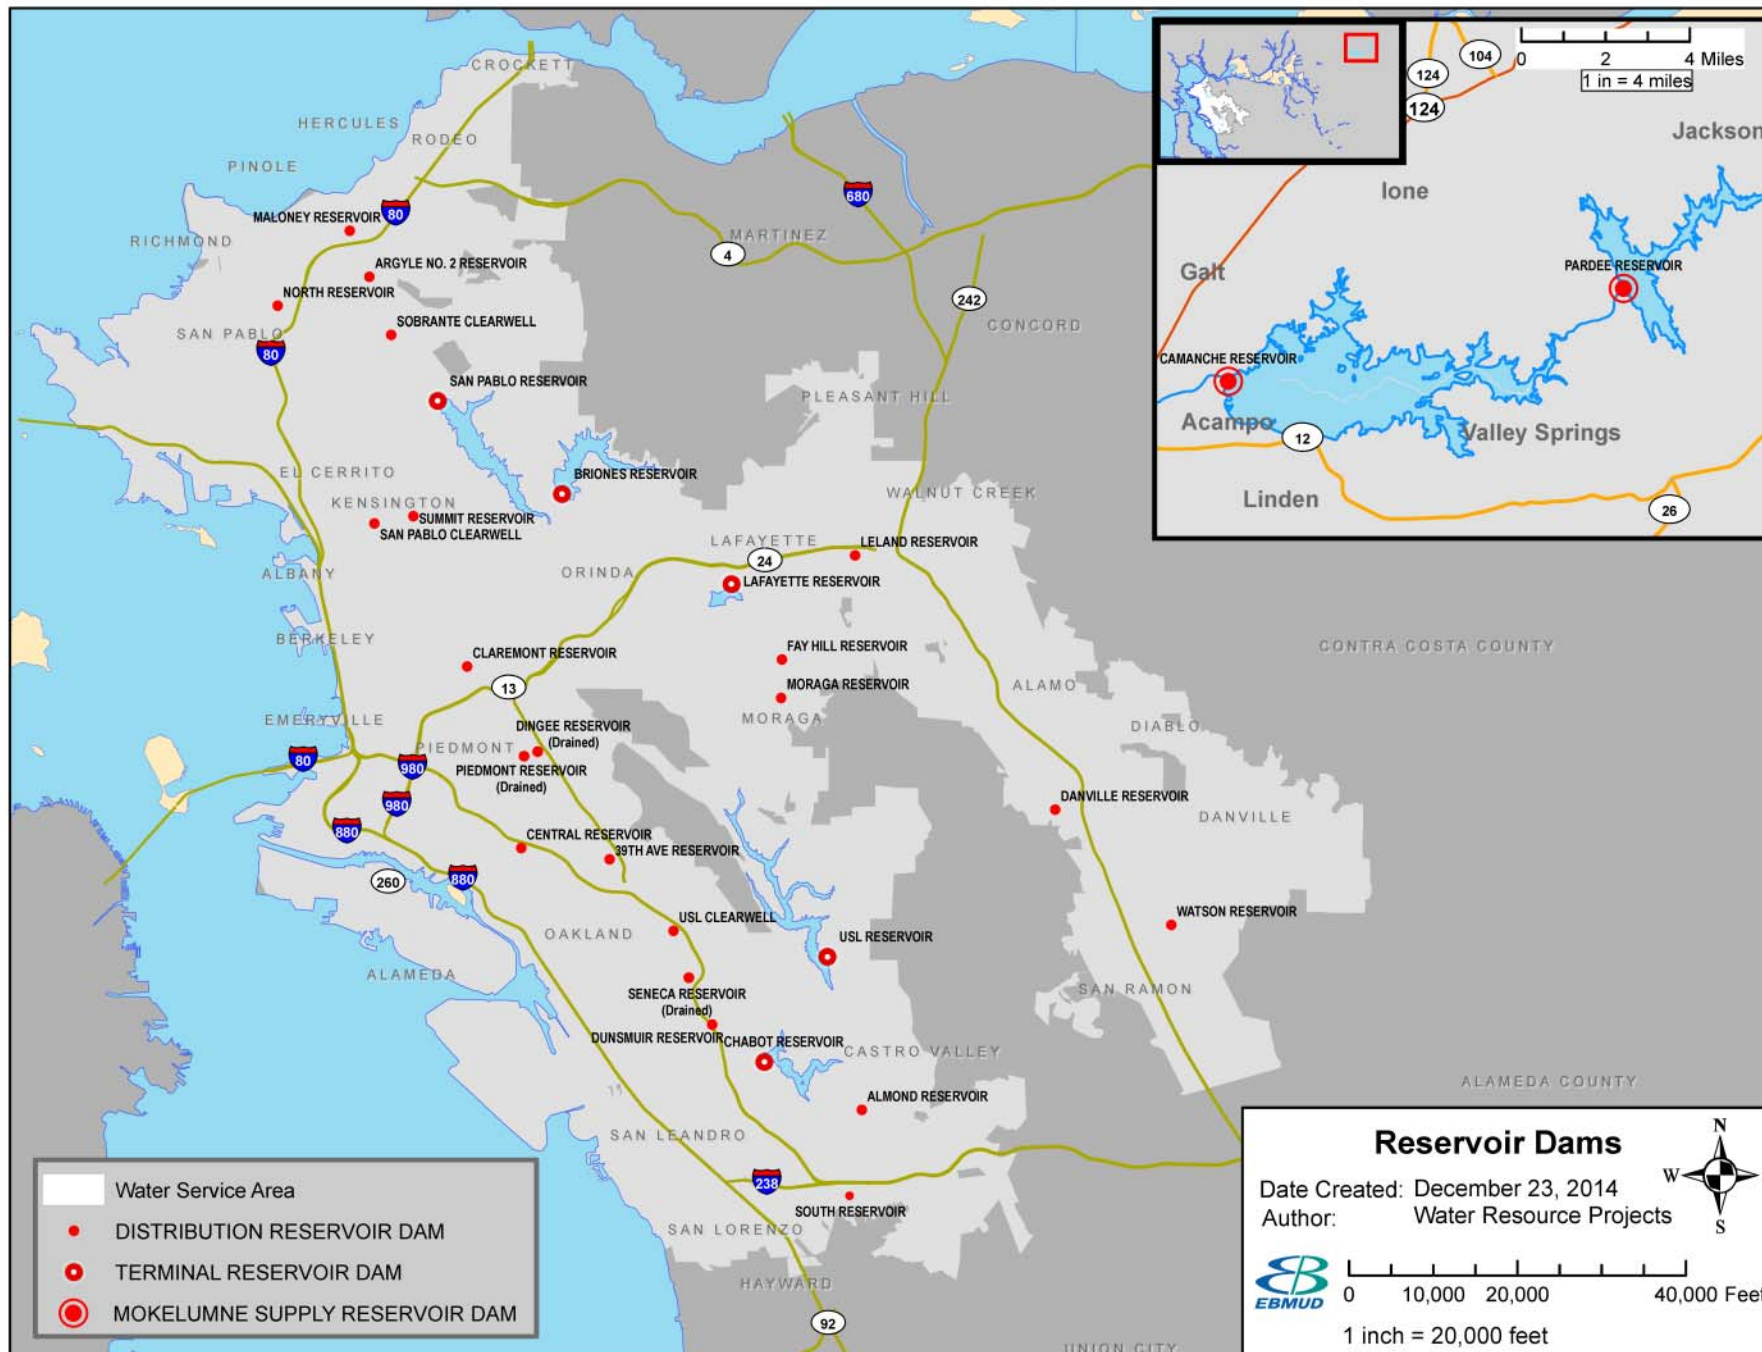 CROCKETT
HERCULES
RODEO
PINOLE
80
680
MALONEY RESERVOIR
RICHMOND
MARTINEZ
4
ARGYLE NO. 2 RESERVOIR
NORTH RESERVOIR
242
SOBRANTE CLEARWELL
CONCORD
SAN PABLO
80
SAN PABLO RESERVOIR
PLEASANT HILL
EL CERRITO
BRIONES RESERVOIR
KENSINGTON
WALNUT CREEK
SUMMIT RESERVOIR
SAN PABLO CLEARWELL
LAFAYETTE
LELAND RESERVOIR
24
ALBANY
ORINDA
LAFAYETTE RESERVOIR
BERKELEY
CLAREMONT RESERVOIR
FAY HILL RESERVOIR
CONTRA COSTA COUNTY
13
MORAGA RESERVOIR
ALAMO
EMERYVILLE
MORAGA
DIABLO
DINGEE RESERVOIR
(Drained)
PIEDMONT
80
980
PIEDMONT RESERVOIR
(Drained)
980
DANVILLE RESERVOIR
DANVILLE
880
CENTRAL RESERVOIR
39TH AVE RESERVOIR
260
880
USL CLEARWELL
WATSON RESERVOIR
OAKLAND
USL RESERVOIR
ALAMEDA
SENECA RESERVOIR
(Drained)
SAN RAMON
DUNSMUIR RESERVOIR
CHABOT RESERVOIR
CASTRO VALLEY
ALAMEDA COUNTY
ALMOND RESERVOIR
SAN LEANDRO
238
SOUTH RESERVOIR
SAN LORENZO
HAYWARD
92
UNION CITY
0 2 4 Miles
1 in = 4 miles
104
124
124
Jackson
Ione
Galt
PARDEE RESERVOIR
CAMANCHE RESERVOIR
Acampo
12
Valley Springs
Linden
26
Water Service Area
DISTRIBUTION RESERVOIR DAM
TERMINAL RESERVOIR DAM
MOKELUMNE SUPPLY RESERVOIR DAM
Reservoir Dams
N
W
E
S
Date Created: December 23, 2014
Author: Water Resource Projects
EBMUD
0 10,000 20,000 40,000 Feet
1 inch = 20,000 feet